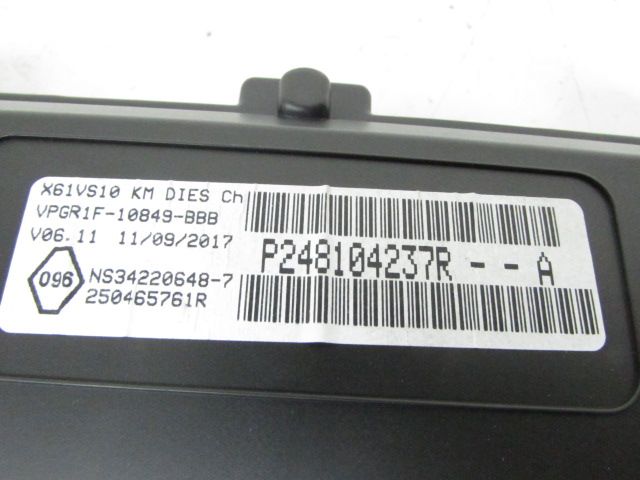 X61VS10 KM DIES Ch
VPGR1F-10849-BBB
V06.11 11/09/2017
096
NS34220648-7
250465761R
P248104237R--A